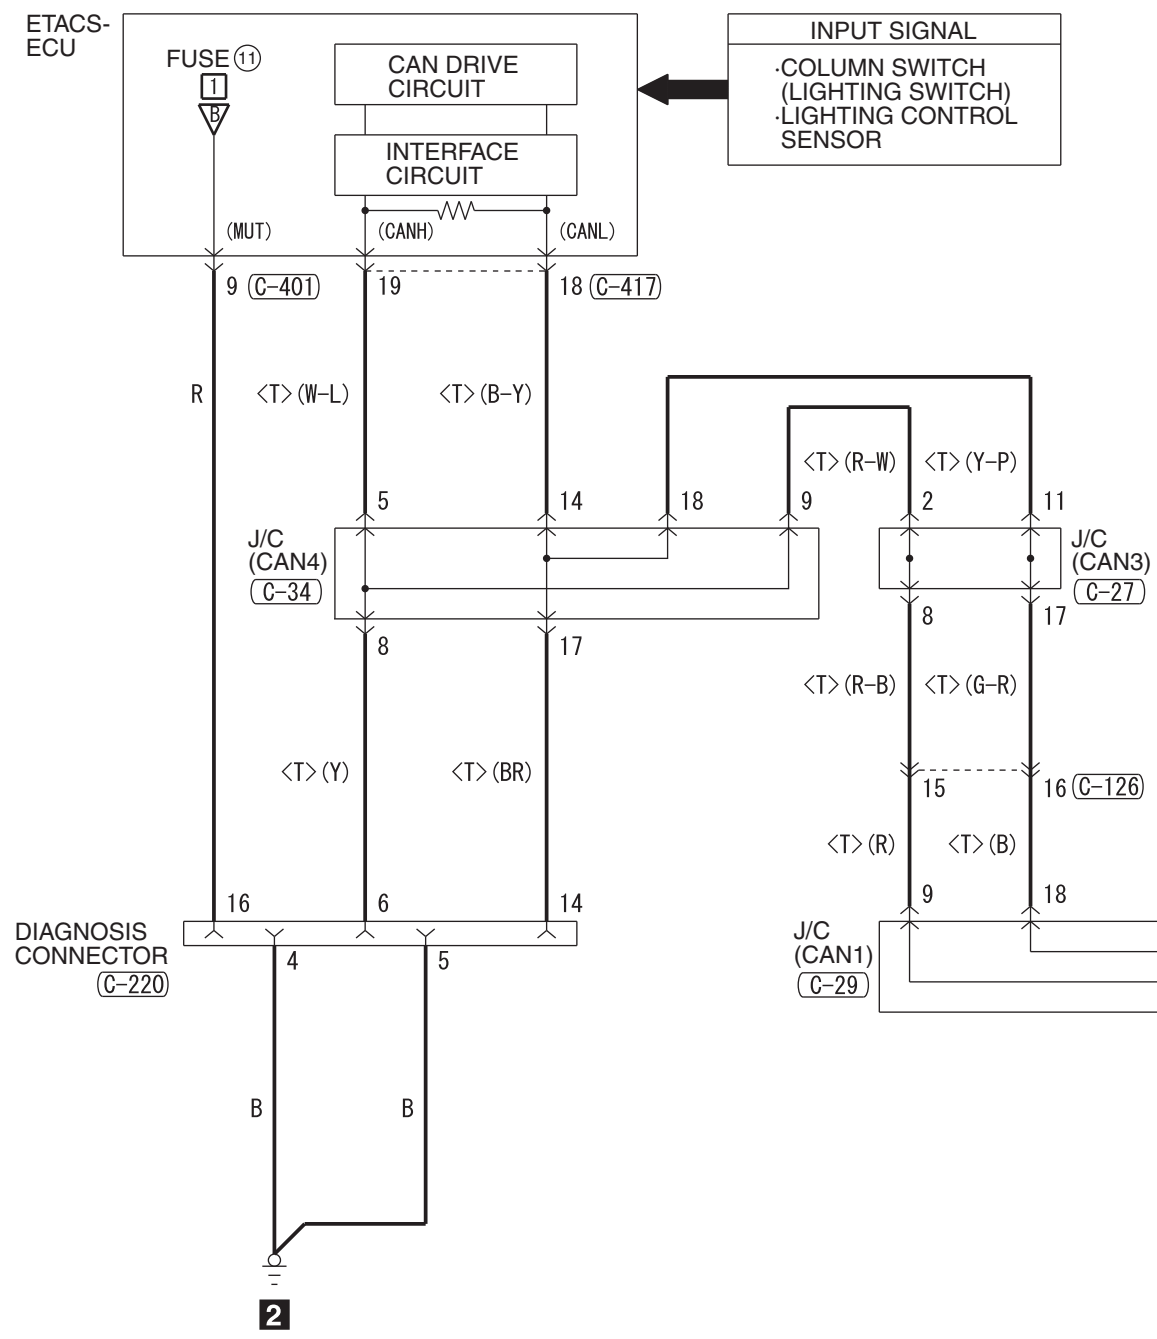 ETACS-
ECU
FUSE ⑪
1
B
CAN DRIVE
CIRCUIT
INTERFACE
CIRCUIT
INPUT SIGNAL
·COLUMN SWITCH
(LIGHTING SWITCH)
·LIGHTING CONTROL
SENSOR
(MUT)
(CANH)
(CANL)
9 C-401
19
18 C-417
R
<T>(W-L)
<T>(B-Y)
<T>(R-W)
<T>(Y-P)
5
14
18
9
2
11
J/C
(CAN4)
C-34
J/C
(CAN3)
C-27
8
17
8
17
<T>(R-B)
<T>(G-R)
<T>(Y)
<T>(BR)
15
16 C-126
<T>(R)
<T>(B)
16
6
14
9
18
DIAGNOSIS
CONNECTOR
C-220
4
5
J/C
(CAN1)
C-29
B
B
2